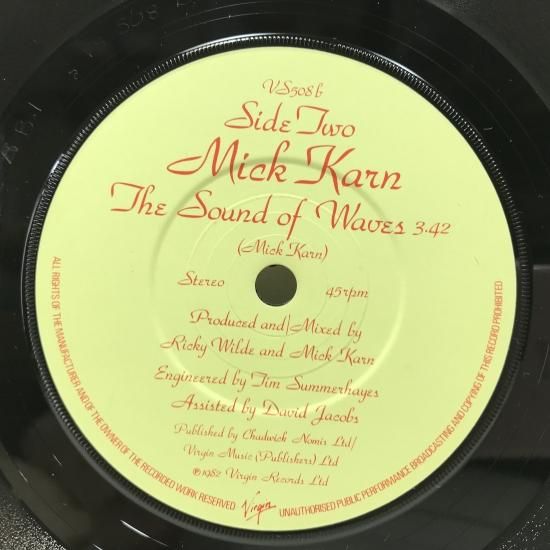 VS508b
Side Two
Mick Karn
The Sound of Waves 3.42
(Mick Karn)
Stereo
45rpm
Produced and/Mixed by
Ricky Wilde and Mick Karn
Engineered by Tim Summerhayes
Assisted by David Jacobs
Published by Chadwick Nomis Ltd/
Virgin Music (Publishers) Ltd
℗ 1982 Virgin Records Ltd
Virgin
ALL RIGHTS OF THE MANUFACTURER AND OF THE OWNER OF THE RECORDED WORK RESERVED
UNAUTHORISED PUBLIC PERFORMANCE BROADCASTING AND COPYING OF THIS RECORD PROHIBITED